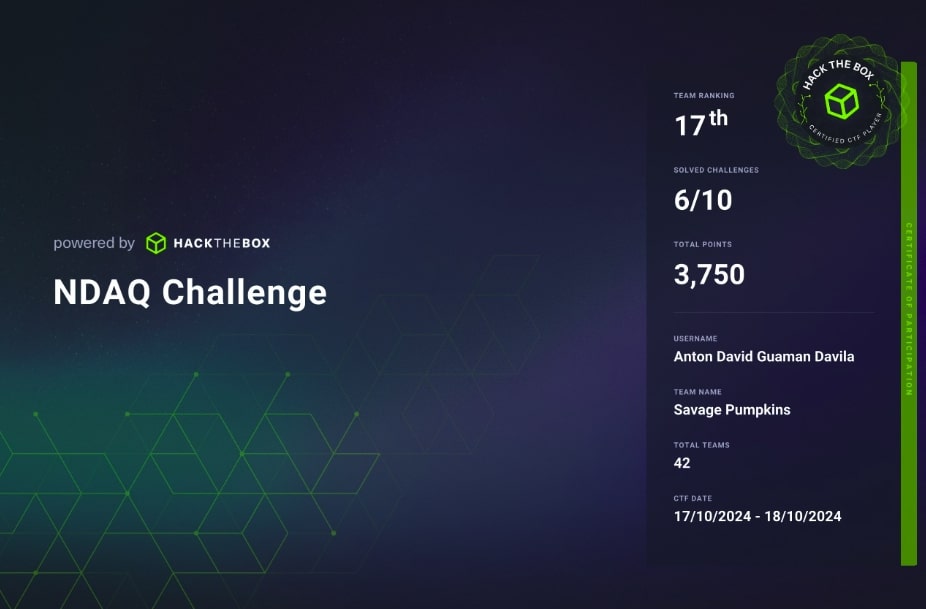 powered by HACKTHEBOX
NDAQ Challenge
HACK THE BOX
CERTIFIED CTF PLAYER
TEAM RANKING
17th
SOLVED CHALLENGES
6/10
TOTAL POINTS
3,750
USERNAME
Anton David Guaman Davila
TEAM NAME
Savage Pumpkins
TOTAL TEAMS
42
CTF DATE
17/10/2024 - 18/10/2024
CERTIFICATE OF PARTICIPATION